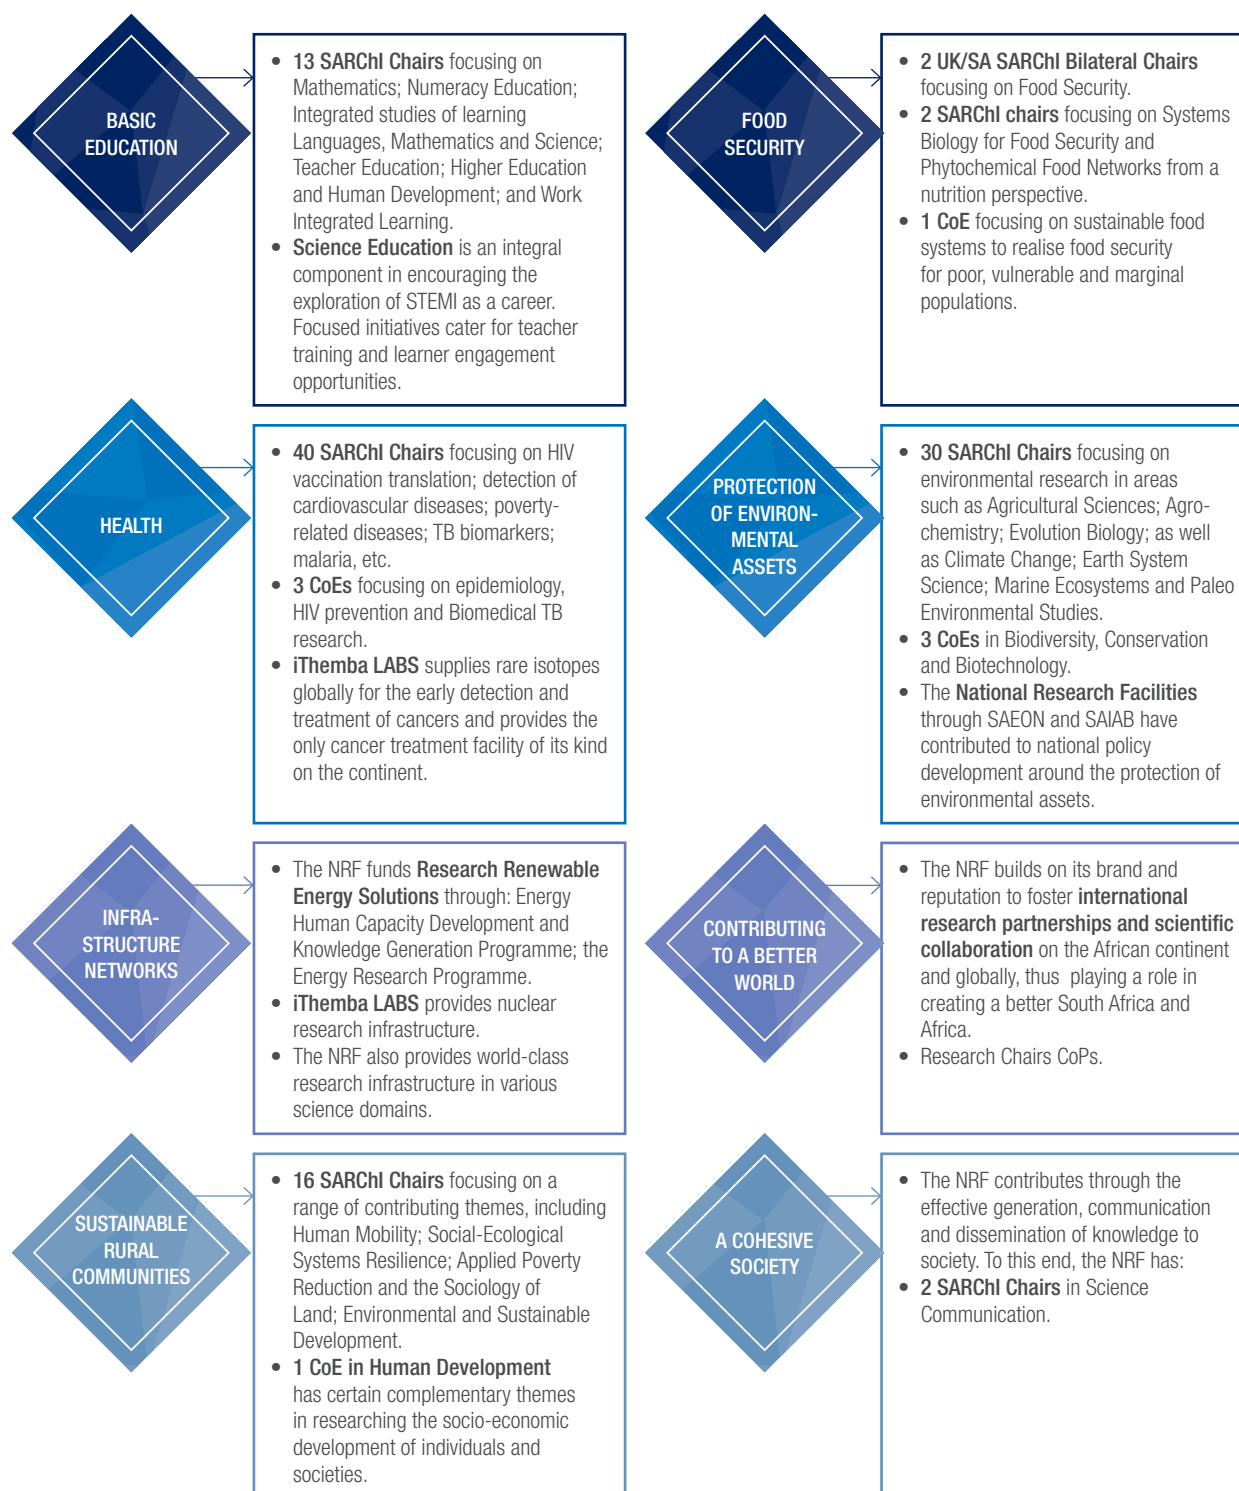 BASIC
EDUCATION
• 13 SARChI Chairs focusing on
Mathematics; Numeracy Education;
Integrated studies of learning
Languages, Mathematics and Science;
Teacher Education; Higher Education
and Human Development; and Work
Integrated Learning.
• Science Education is an integral
component in encouraging the
exploration of STEMI as a career.
Focused initiatives cater for teacher
training and learner engagement
opportunities.
FOOD
SECURITY
• 2 UK/SA SARChI Bilateral Chairs
focusing on Food Security.
• 2 SARChI chairs focusing on Systems
Biology for Food Security and
Phytochemical Food Networks from a
nutrition perspective.
• 1 CoE focusing on sustainable food
systems to realise food security
for poor, vulnerable and marginal
populations.
HEALTH
• 40 SARChI Chairs focusing on HIV
vaccination translation; detection of
cardiovascular diseases; poverty-
related diseases; TB biomarkers;
malaria, etc.
• 3 CoEs focusing on epidemiology,
HIV prevention and Biomedical TB
research.
• iThemba LABS supplies rare isotopes
globally for the early detection and
treatment of cancers and provides the
only cancer treatment facility of its kind
on the continent.
PROTECTION
OF ENVIRON-
MENTAL
ASSETS
• 30 SARChI Chairs focusing on
environmental research in areas
such as Agricultural Sciences; Agro-
chemistry; Evolution Biology; as well
as Climate Change; Earth System
Science; Marine Ecosystems and Paleo
Environmental Studies.
• 3 CoEs in Biodiversity, Conservation
and Biotechnology.
• The National Research Facilities
through SAEON and SAIAB have
contributed to national policy
development around the protection of
environmental assets.
INFRA-
STRUCTURE
NETWORKS
• The NRF funds Research Renewable
Energy Solutions through: Energy
Human Capacity Development and
Knowledge Generation Programme; the
Energy Research Programme.
• iThemba LABS provides nuclear
research infrastructure.
• The NRF also provides world-class
research infrastructure in various
science domains.
CONTRIBUTING
TO A BETTER
WORLD
• The NRF builds on its brand and
reputation to foster international
research partnerships and scientific
collaboration on the African continent
and globally, thus playing a role in
creating a better South Africa and
Africa.
• Research Chairs CoPs.
SUSTAINABLE
RURAL
COMMUNITIES
• 16 SARChI Chairs focusing on a
range of contributing themes, including
Human Mobility; Social-Ecological
Systems Resilience; Applied Poverty
Reduction and the Sociology of
Land; Environmental and Sustainable
Development.
• 1 CoE in Human Development
has certain complementary themes
in researching the socio-economic
development of individuals and
societies.
A COHESIVE
SOCIETY
• The NRF contributes through the
effective generation, communication
and dissemination of knowledge to
society. To this end, the NRF has:
• 2 SARChI Chairs in Science
Communication.